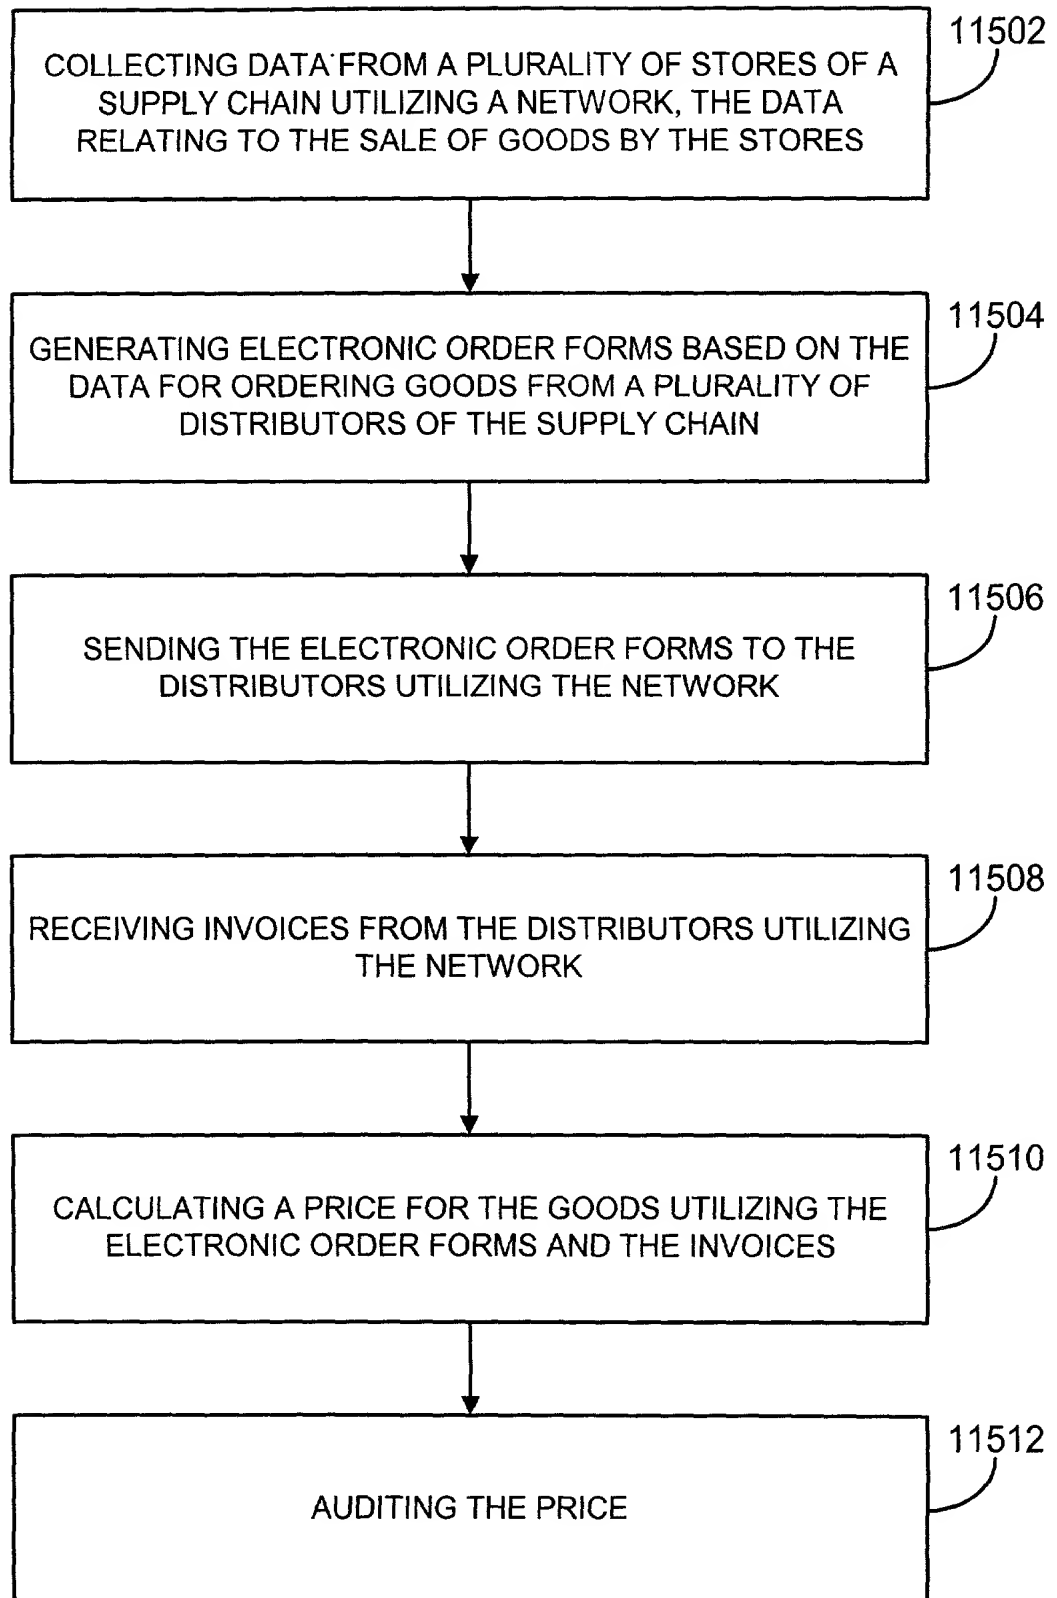 11502
COLLECTING DATA FROM A PLURALITY OF STORES OF A
SUPPLY CHAIN UTILIZING A NETWORK, THE DATA
RELATING TO THE SALE OF GOODS BY THE STORES
11504
GENERATING ELECTRONIC ORDER FORMS BASED ON THE
DATA FOR ORDERING GOODS FROM A PLURALITY OF
DISTRIBUTORS OF THE SUPPLY CHAIN
11506
SENDING THE ELECTRONIC ORDER FORMS TO THE
DISTRIBUTORS UTILIZING THE NETWORK
11508
RECEIVING INVOICES FROM THE DISTRIBUTORS UTILIZING
THE NETWORK
11510
CALCULATING A PRICE FOR THE GOODS UTILIZING THE
ELECTRONIC ORDER FORMS AND THE INVOICES
11512
AUDITING THE PRICE